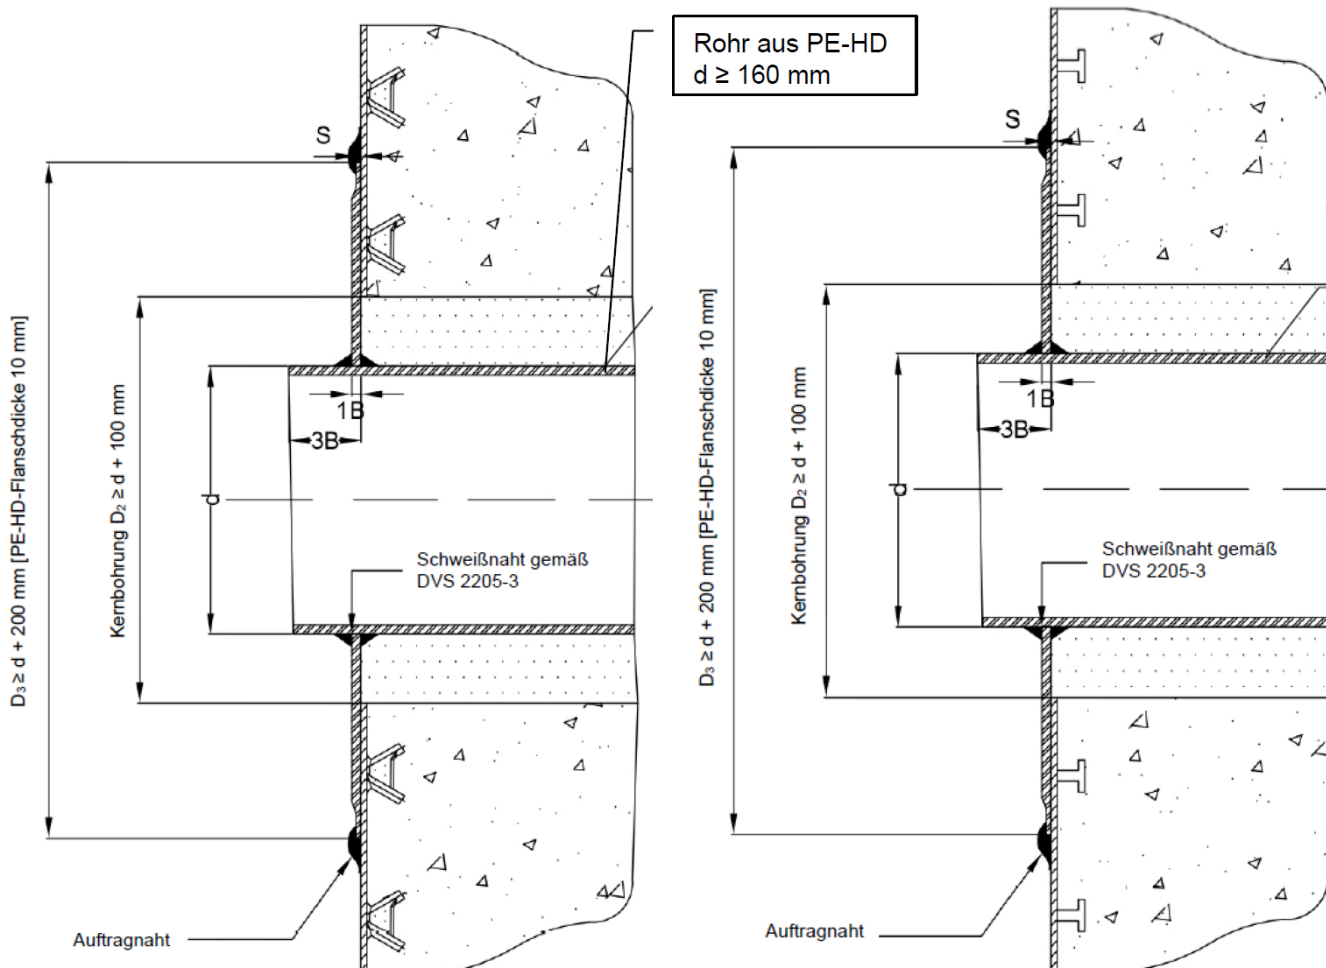 Rohr aus PE-HD
d ≥ 160 mm
S
D₃ ≥ d + 200 mm [PE-HD-Flanschdicke 10 mm]
Kernbohrung D₂ ≥ d + 100 mm
d
1B
3B
Schweißnaht gemäß
DVS 2205-3
Auftragnaht
S
D₃ ≥ d + 200 mm [PE-HD-Flanschdicke 10 mm]
Kernbohrung D₂ ≥ d + 100 mm
d
1B
3B
Schweißnaht gemäß
DVS 2205-3
Auftragnaht